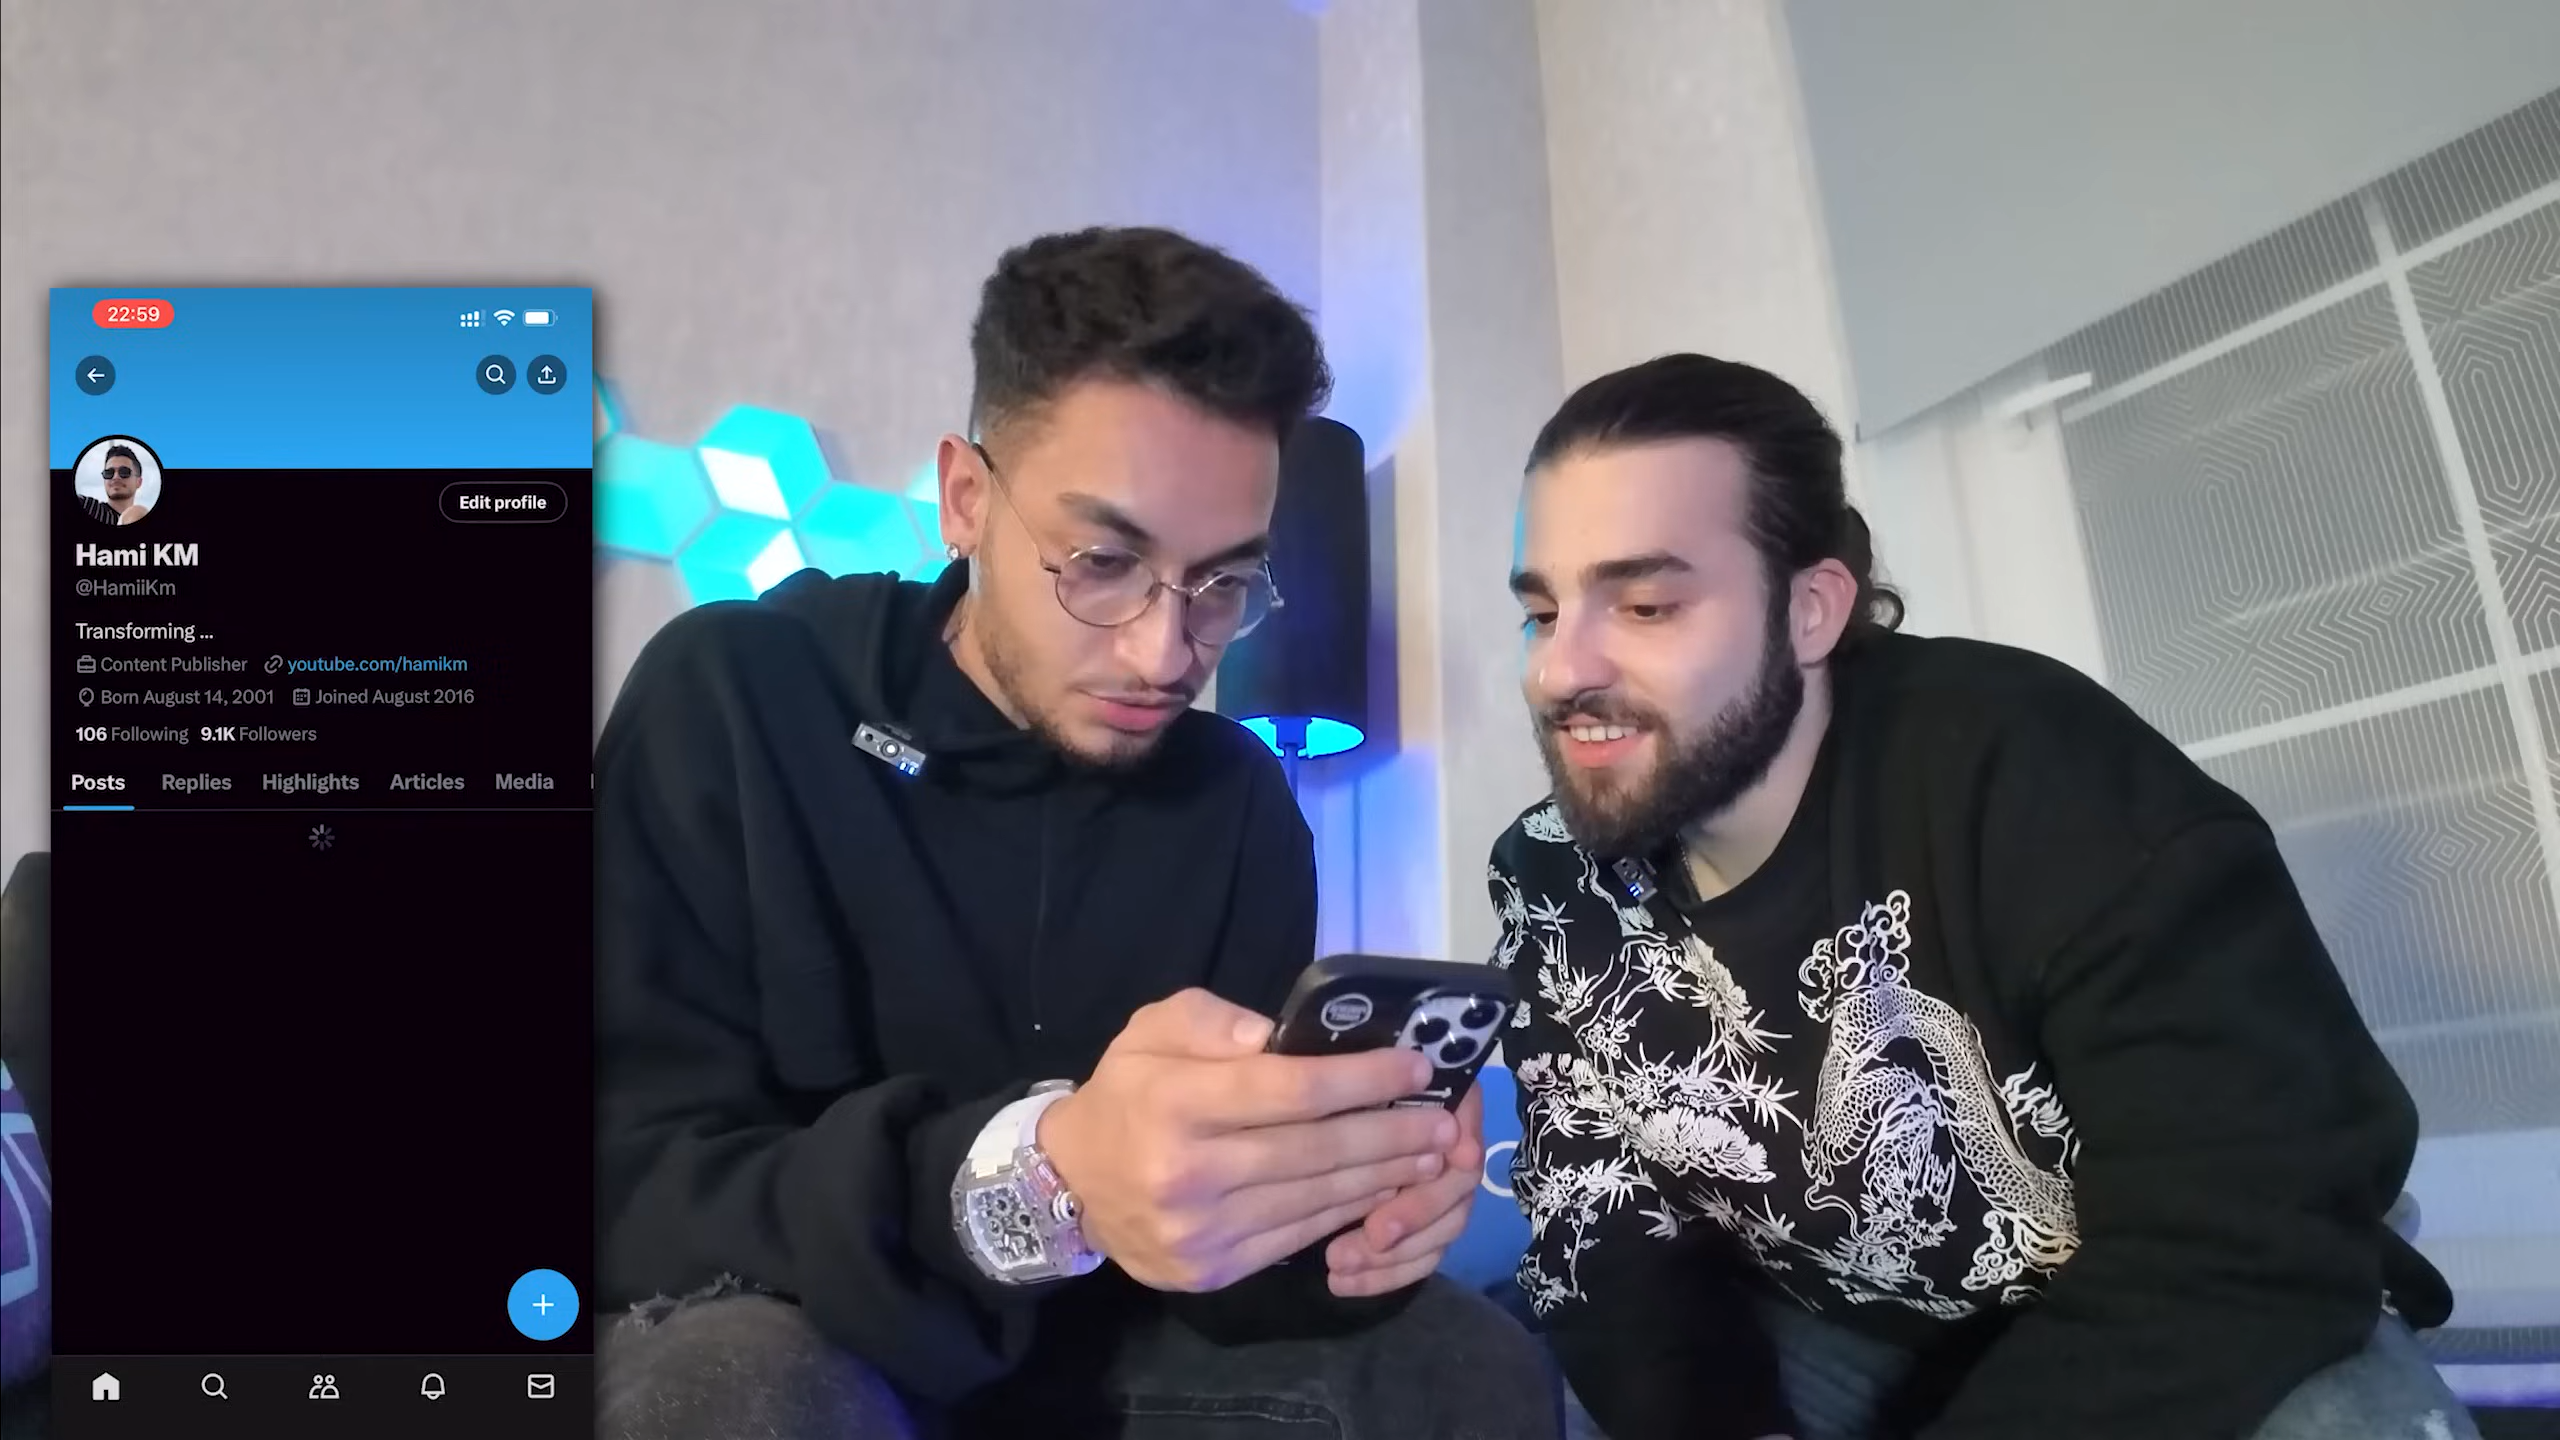 22:59
Edit profile
Hami KM
@HamiiKm
Transforming ...
Content Publisher youtube.com/hamikm
Born August 14, 2001 Joined August 2016
106 Following 9.1K Followers
Posts Replies Highlights Articles Media